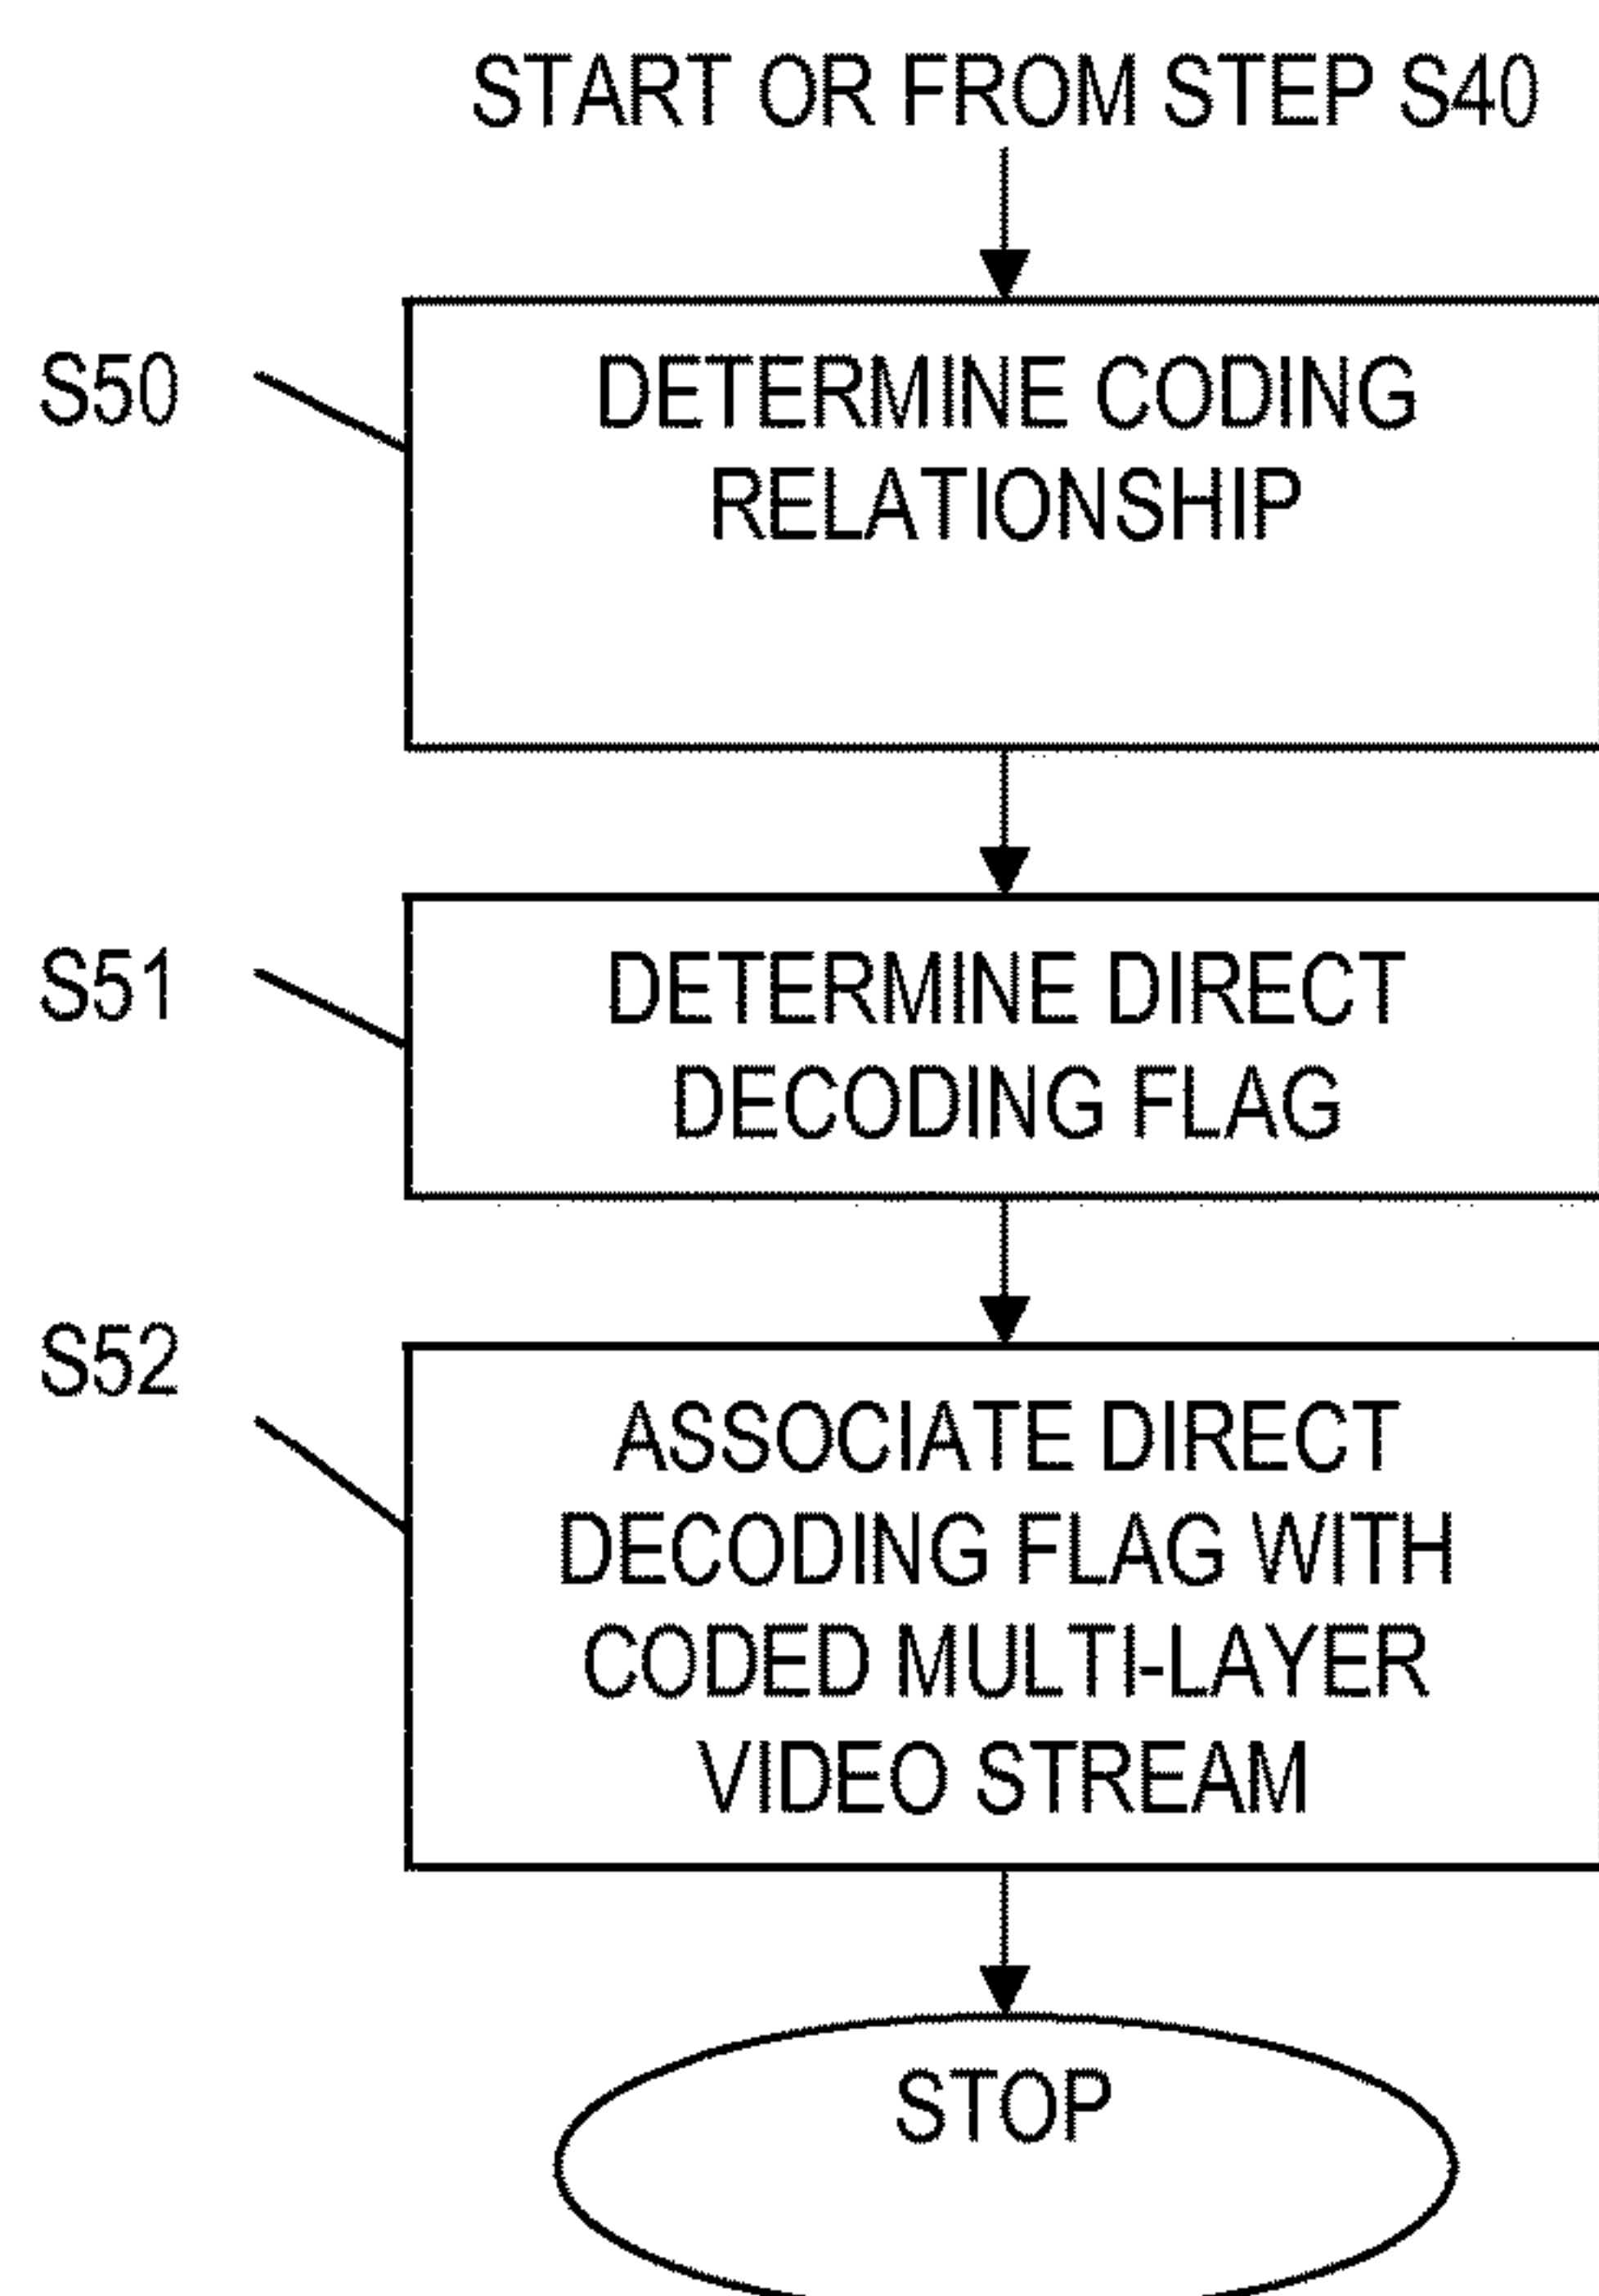 START OR FROM STEP S40
S50
DETERMINE CODING
RELATIONSHIP
S51
DETERMINE DIRECT
DECODING FLAG
S52
ASSOCIATE DIRECT
DECODING FLAG WITH
CODED MULTI-LAYER
VIDEO STREAM
STOP